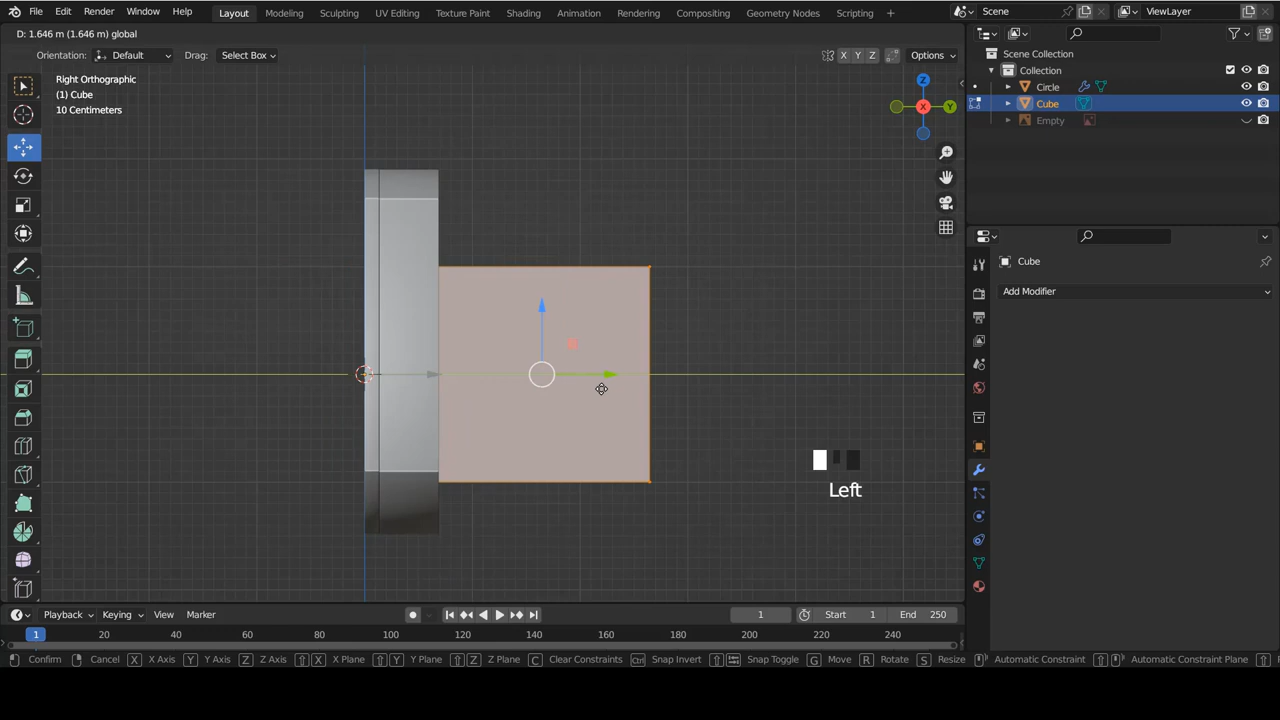 File Edit Render Window Help Layout Modeling Sculpting UV Editing Texture Paint Shading Animation Rendering Compositing Geometry Nodes Scripting + Scene ViewLayer
D: 1.646 m (1.646 m) global
Orientation: Default Drag: Select Box X Y Z Options
Right Orthographic
(1) Cube
10 Centimeters
Z
X
Y
Scene Collection
Collection
Circle
Cube
Empty
Cube
Add Modifier
Left
Playback Keying View Marker 1 Start 1 End 250
1 20 40 60 80 100 120 140 160 180 200 220 240
Confirm Cancel X X Axis Y Y Axis Z Z Axis X X Plane Y Y Plane Z Z Plane C Clear Constraints Ctrl Snap Invert Snap Toggle G Move R Rotate S Resize Automatic Constraint Automatic Constraint Plane